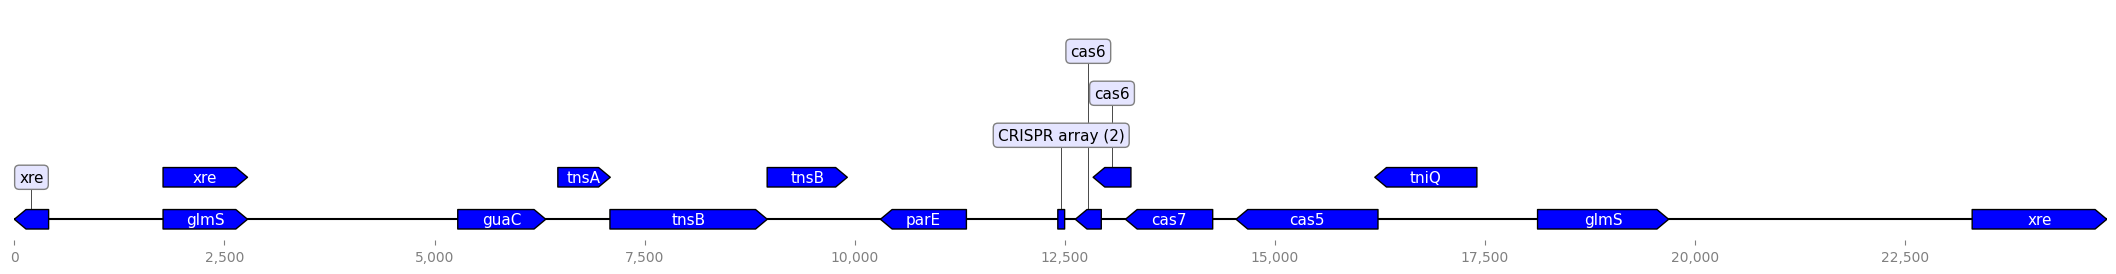 cas6
cas6
CRISPR array (2)
xre xre tnsA tnsB tniQ
glmS guaC tnsB parE cas7 cas5 glmS xre
0 2,500 5,000 7,500 10,000 12,500 15,000 17,500 20,000 22,500